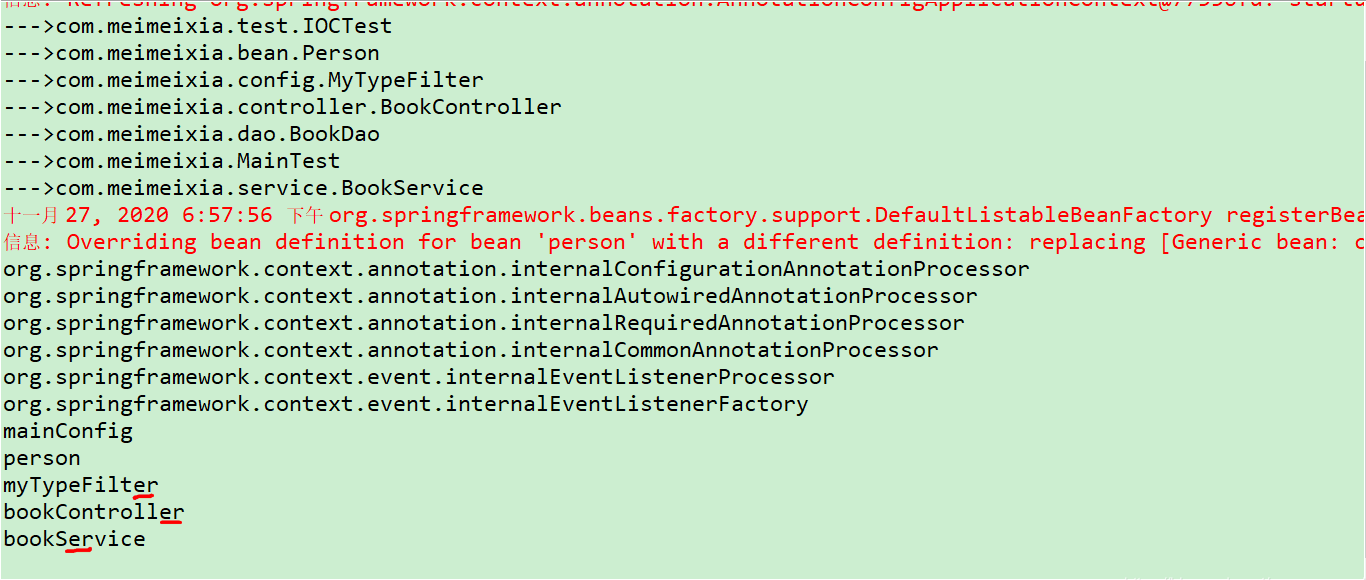 信息: Refreshing org.springframework.context.annotation.AnnotationConfigApplicationContext@77556fd: startu
--->com.meimeixia.test.IOCTest
--->com.meimeixia.bean.Person
--->com.meimeixia.config.MyTypeFilter
--->com.meimeixia.controller.BookController
--->com.meimeixia.dao.BookDao
--->com.meimeixia.MainTest
--->com.meimeixia.service.BookService
十一月 27, 2020 6:57:56 下午 org.springframework.beans.factory.support.DefaultListableBeanFactory registerBea
信息: Overriding bean definition for bean 'person' with a different definition: replacing [Generic bean: c
org.springframework.context.annotation.internalConfigurationAnnotationProcessor
org.springframework.context.annotation.internalAutowiredAnnotationProcessor
org.springframework.context.annotation.internalRequiredAnnotationProcessor
org.springframework.context.annotation.internalCommonAnnotationProcessor
org.springframework.context.event.internalEventListenerProcessor
org.springframework.context.event.internalEventListenerFactory
mainConfig
person
myTypeFilter
bookController
bookService